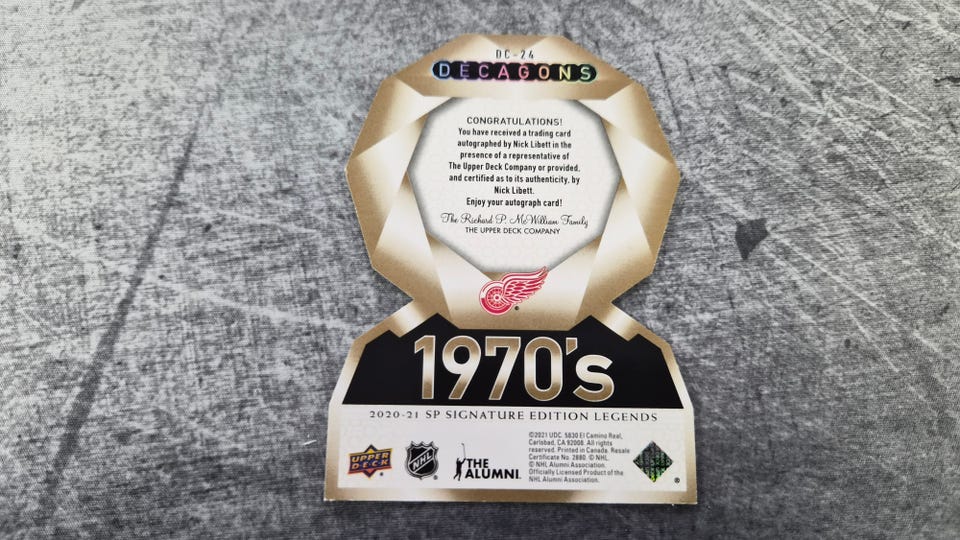 DC-24
DECAGONS
CONGRATULATIONS!
You have received a trading card
autographed by Nick Libett in the
presence of a representative of
The Upper Deck Company or provided,
and certified as to its authenticity, by
Nick Libett.
Enjoy your autograph card!
The Richard P. McWilliam Family
THE UPPER DECK COMPANY
®
1970's
2020-21 SP SIGNATURE EDITION LEGENDS
UPPER
DECK
®
NHL
®
THE
ALUMNI™
©2021 UDC. 5830 El Camino Real,
Carlsbad, CA 92008. All rights
reserved. Printed in Canada. Resale
Certificate No. 2880. © NHL.
© NHL Alumni Association.
Officially Licensed Product of the
NHL Alumni Association.
®